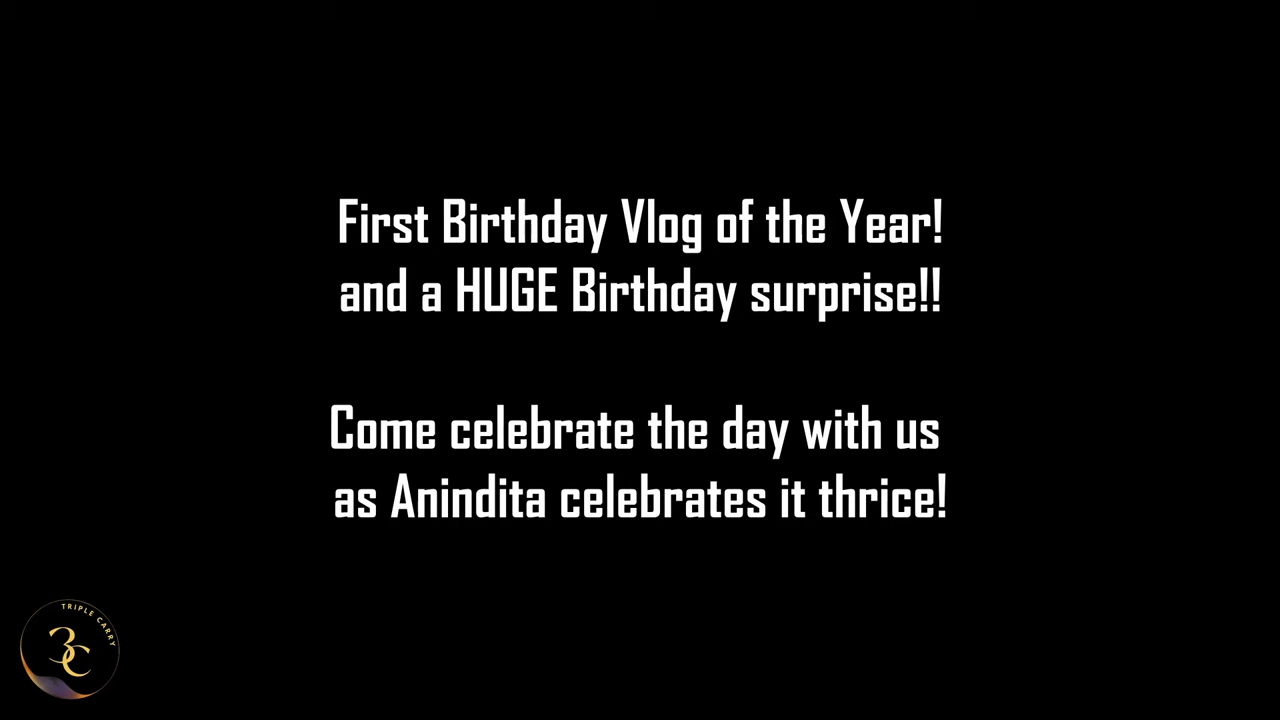 First Birthday Vlog of the Year!
and a HUGE Birthday surprise!!
Come celebrate the day with us
as Anindita celebrates it thrice!
TRIPLE CARRY
3C